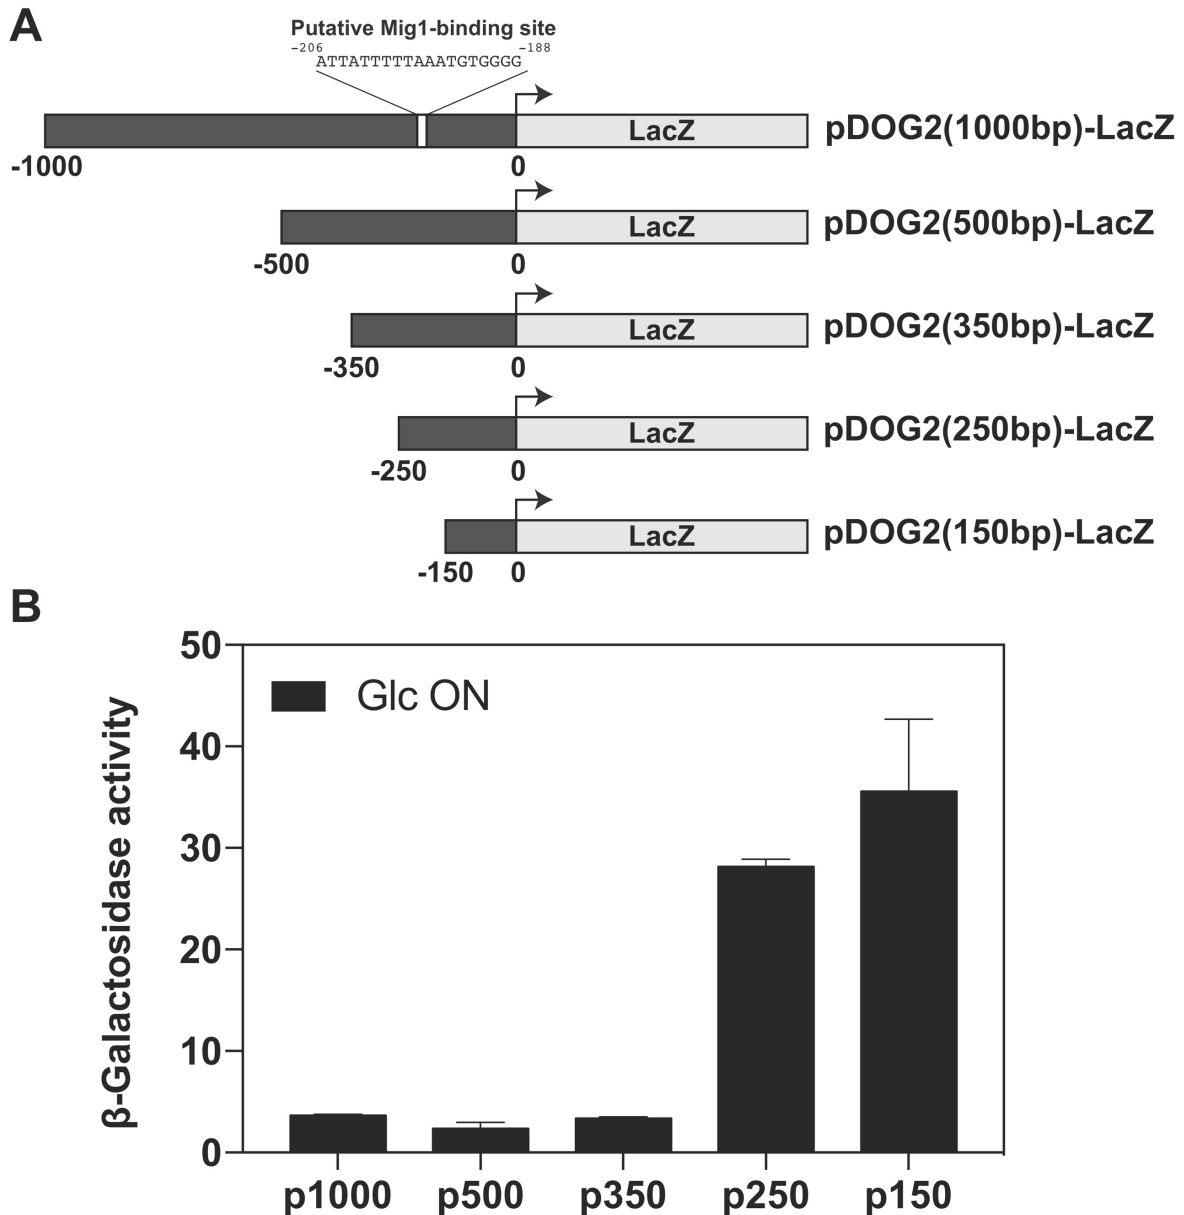 A
Putative Mig1-binding site
-206 -188
ATTATTTTTAAATGTGGGG
LacZ pDOG2(1000bp)-LacZ
-1000 0
LacZ pDOG2(500bp)-LacZ
-500 0
LacZ pDOG2(350bp)-LacZ
-350 0
LacZ pDOG2(250bp)-LacZ
-250 0
LacZ pDOG2(150bp)-LacZ
-150 0
B
β-Galactosidase activity
50
40
30
20
10
0
Glc ON
p1000 p500 p350 p250 p150